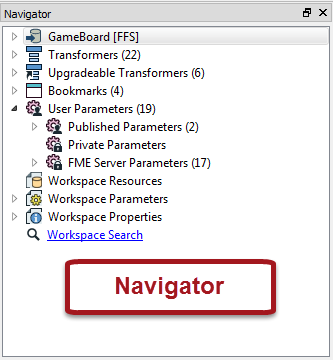 Navigator
GameBoard [FFS]
Transformers (22)
Upgradeable Transformers (6)
Bookmarks (4)
User Parameters (19)
Published Parameters (2)
Private Parameters
FME Server Parameters (17)
Workspace Resources
Workspace Parameters
Workspace Properties
Workspace Search
Navigator